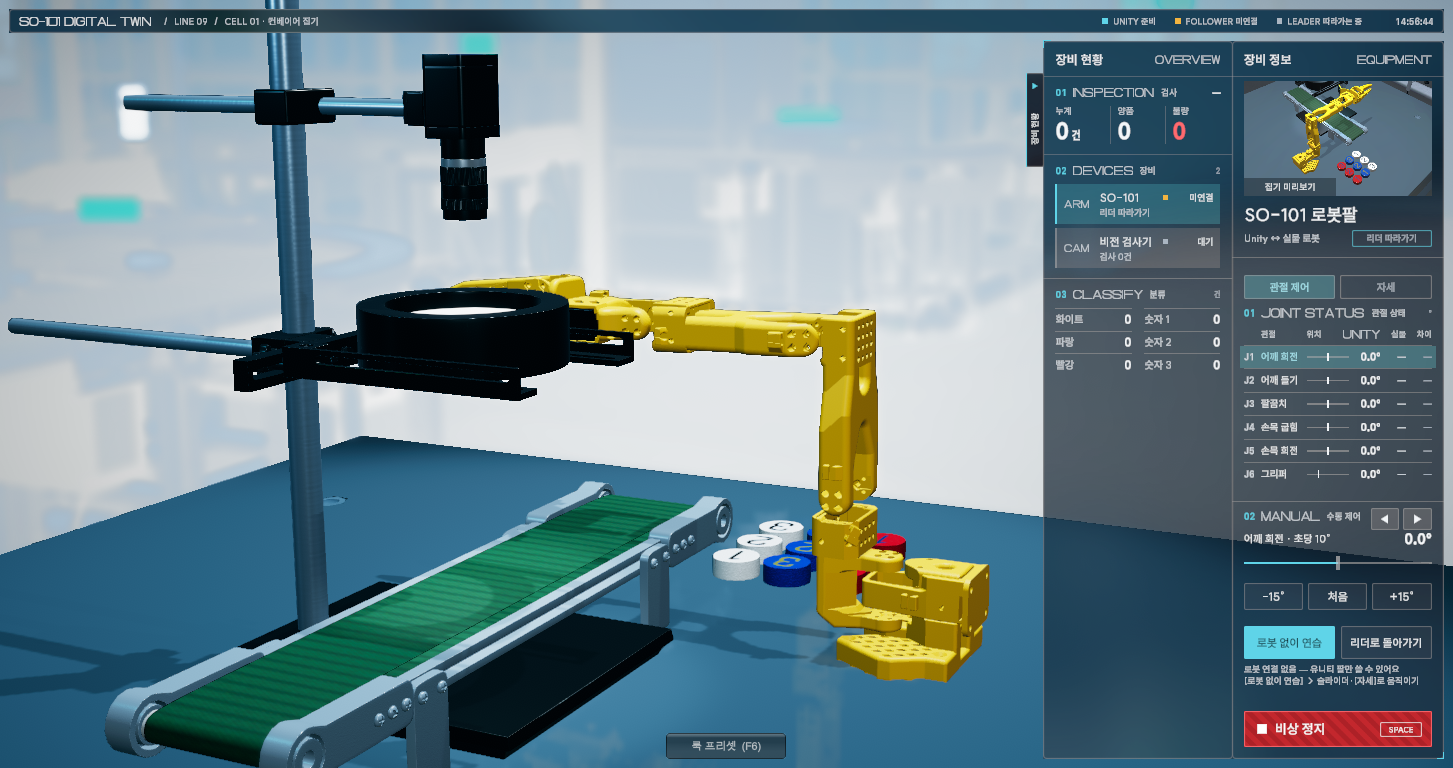 SO-101 DIGITAL TWIN / LINE 09 / CELL 01 · 컨베이어 집기
UNITY 준비
FOLLOWER 미연결
LEADER 따라가는 중
14:56:44
장비 현황 OVERVIEW
01 INSPECTION 검사
누계 양품 불량
0 건 0 0
02 DEVICES 장비 2
ARM SO-101 미연결
리더 따라가기
CAM 비전 검사기 대기
검사 0건
03 CLASSIFY 분류 건
화이트 0 숫자 1 0
파랑 0 숫자 2 0
빨강 0 숫자 3 0
장비 정보 EQUIPMENT
집기 미리보기
SO-101 로봇팔
Unity ↔ 실물 로봇 리더 따라가기
관절 제어 자세
01 JOINT STATUS 관절 상태 °
관절 위치 UNITY 실물 차이
J1 어깨 회전 0.0° — —
J2 어깨 들기 0.0° — —
J3 팔꿈치 0.0° — —
J4 손목 굽힘 0.0° — —
J5 손목 회전 0.0° — —
J6 그리퍼 0.0° — —
02 MANUAL 수동 제어 ◀ ▶
어깨 회전 · 초당 10° 0.0°
-15° 처음 +15°
로봇 없이 연습 리더로 돌아가기
로봇 연결 없음 — 유니티 팔만 쓸 수 있어요
[로봇 없이 연습] > 슬라이더 · [자세]로 움직이기
비상 정지 SPACE
3
2
1
3
룩 프리셋 (F6)